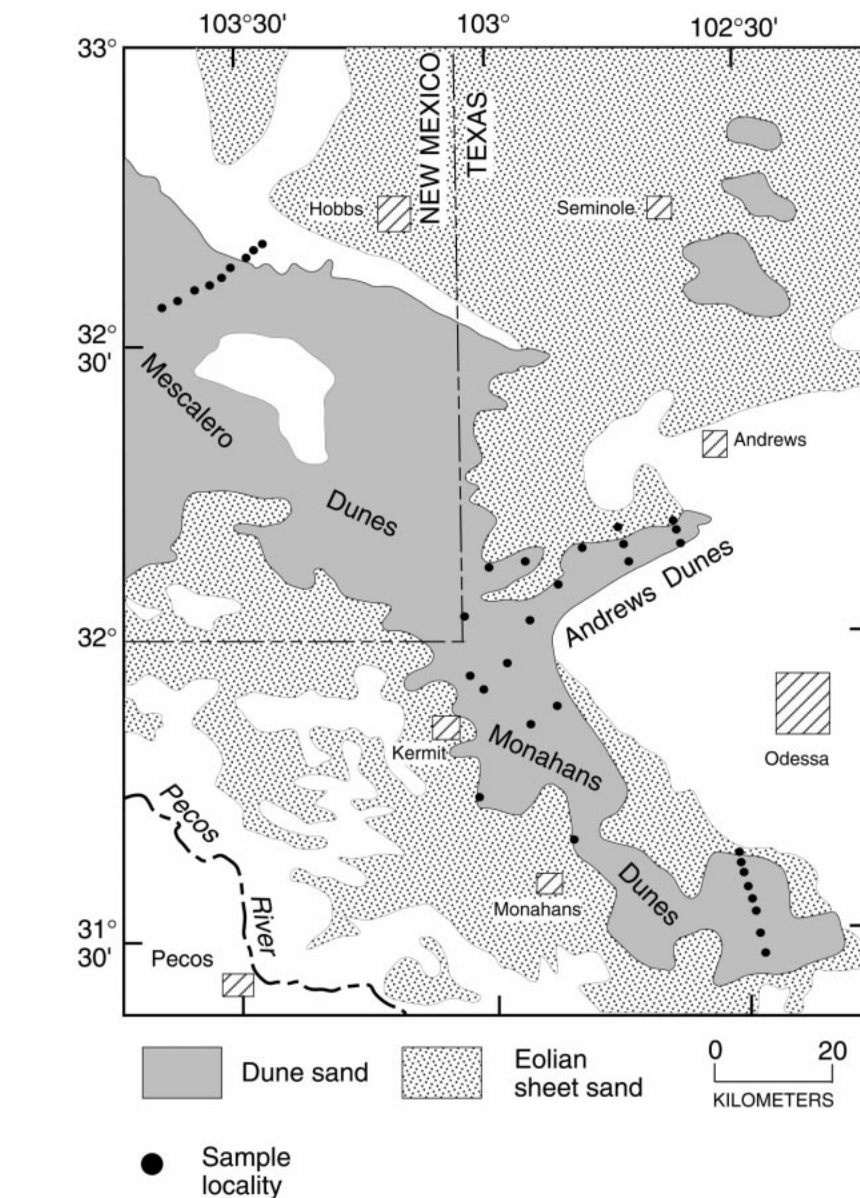 103°30'
103°
102°30'
33°
NEW MEXICO
TEXAS
Hobbs
Seminole
32°
30'
Mescalero
Dunes
Andrews
Andrews Dunes
32°
Kermit
Monahans
Odessa
Pecos
River
Dunes
Monahans
31°
30'
Pecos
Dune sand
Eolian
sheet sand
0 20
KILOMETERS
Sample
locality